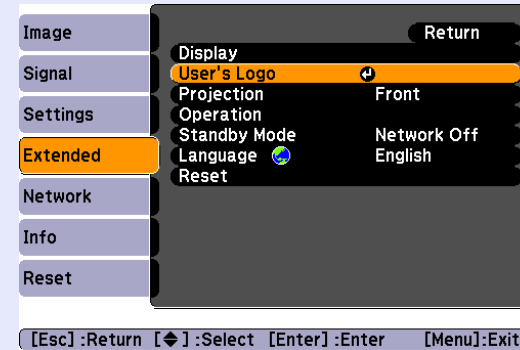 Image
Signal
Settings
Extended
Network
Info
Reset
Return
Display
User's Logo
Projection Front
Operation
Standby Mode Network Off
Language English
Reset
[Esc] :Return [◆] :Select [Enter] :Enter [Menu]:Exit